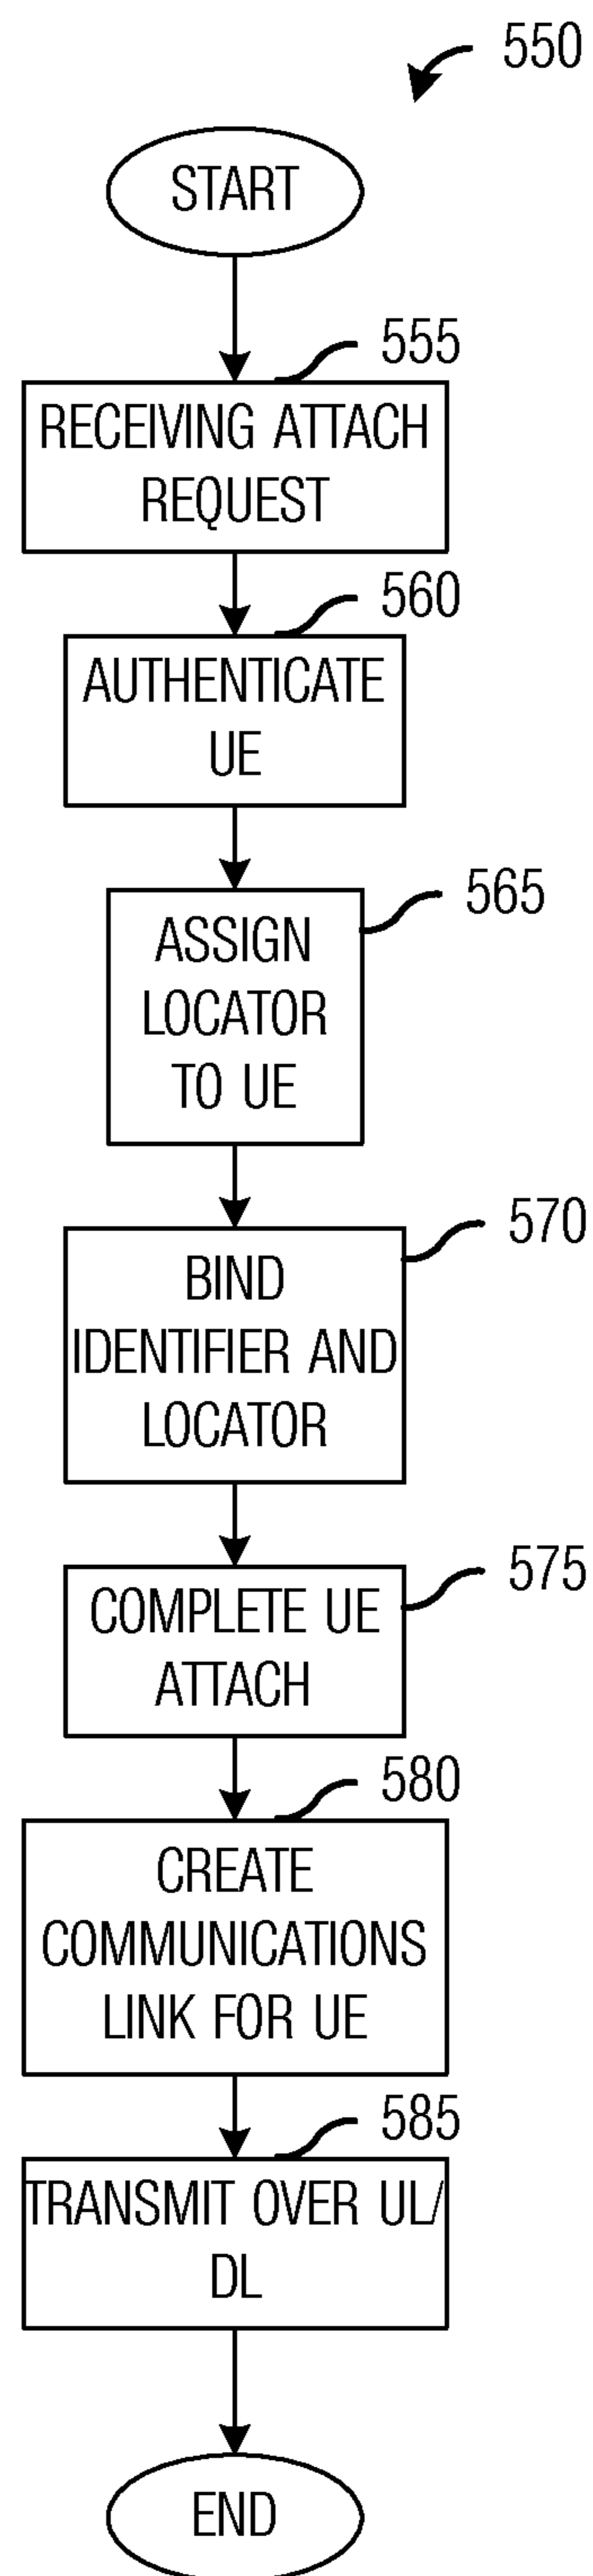 550
START
555
RECEIVING ATTACH
REQUEST
560
AUTHENTICATE
UE
565
ASSIGN
LOCATOR
TO UE
570
BIND
IDENTIFIER AND
LOCATOR
575
COMPLETE UE
ATTACH
580
CREATE
COMMUNICATIONS
LINK FOR UE
585
TRANSMIT OVER UL/
DL
END